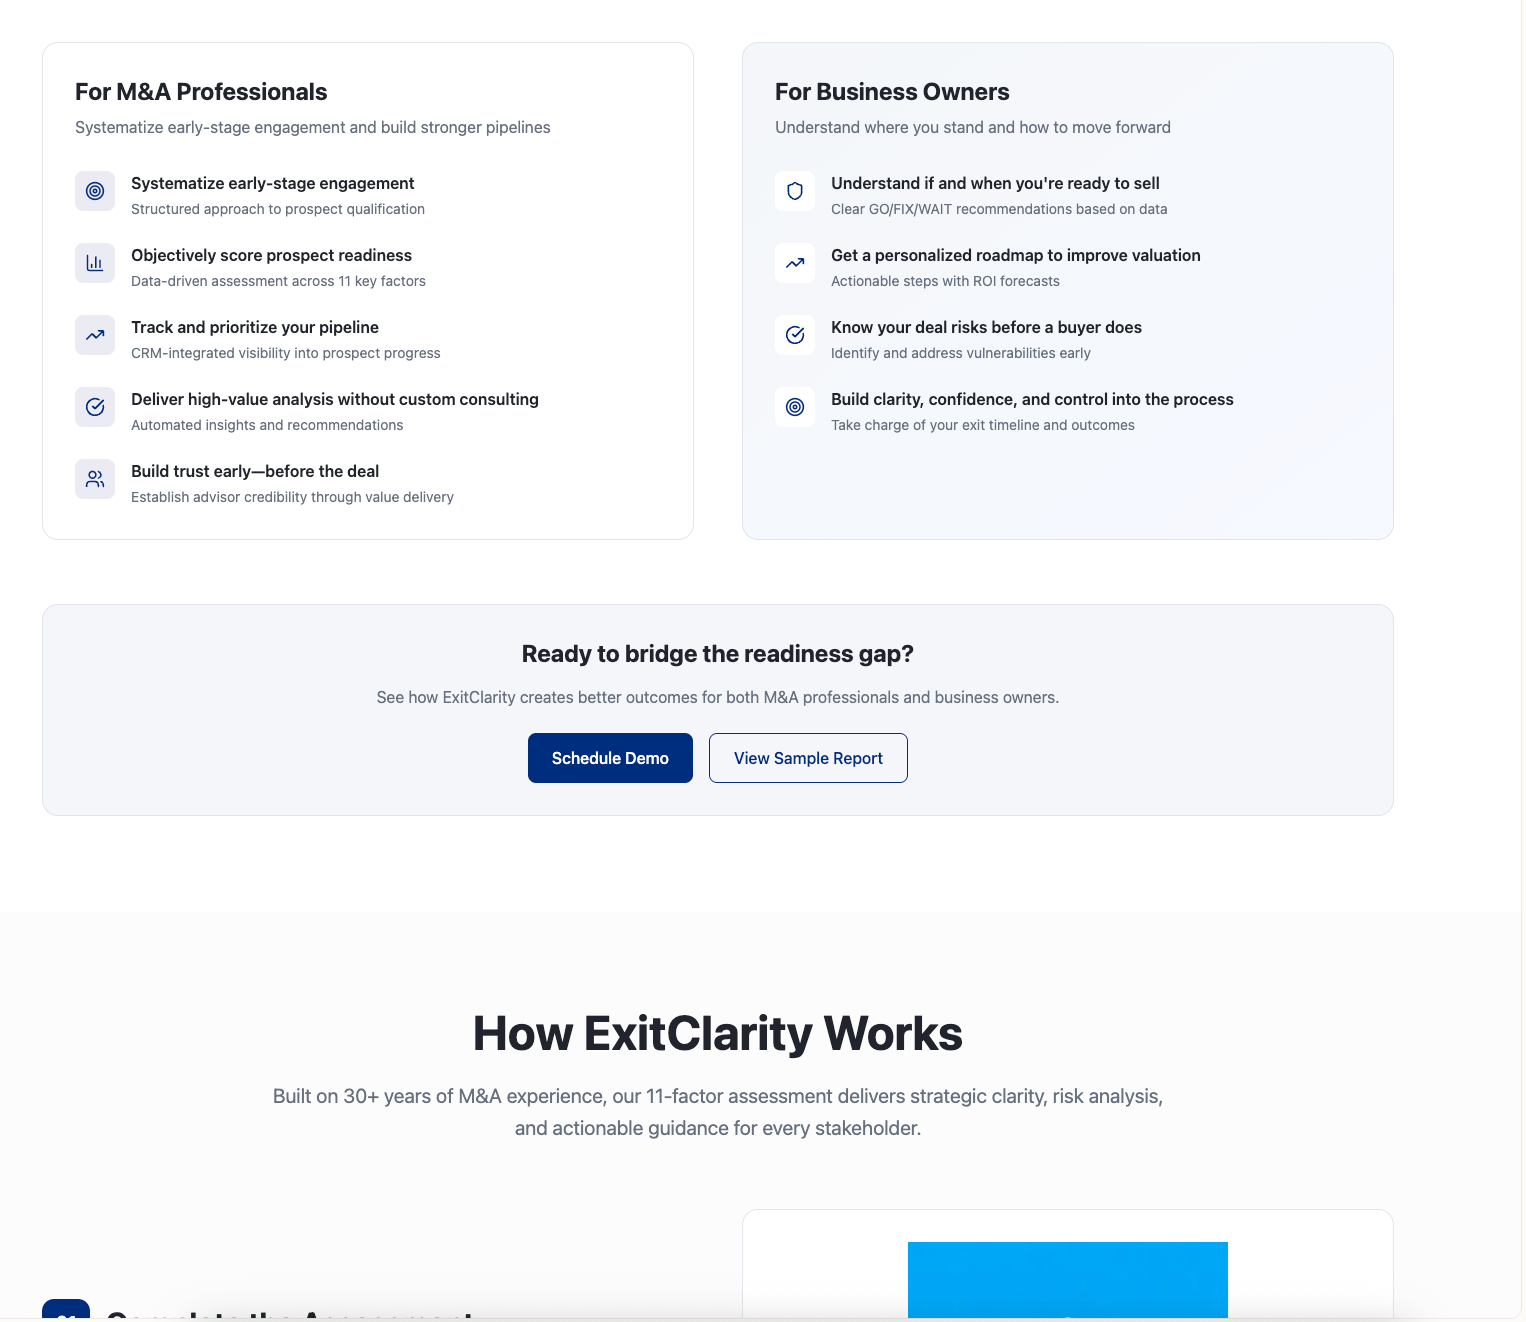 For M&A Professionals
Systematize early-stage engagement and build stronger pipelines
Systematize early-stage engagement
Structured approach to prospect qualification
Objectively score prospect readiness
Data-driven assessment across 11 key factors
Track and prioritize your pipeline
CRM-integrated visibility into prospect progress
Deliver high-value analysis without custom consulting
Automated insights and recommendations
Build trust early—before the deal
Establish advisor credibility through value delivery
For Business Owners
Understand where you stand and how to move forward
Understand if and when you're ready to sell
Clear GO/FIX/WAIT recommendations based on data
Get a personalized roadmap to improve valuation
Actionable steps with ROI forecasts
Know your deal risks before a buyer does
Identify and address vulnerabilities early
Build clarity, confidence, and control into the process
Take charge of your exit timeline and outcomes
Ready to bridge the readiness gap?
See how ExitClarity creates better outcomes for both M&A professionals and business owners.
Schedule Demo
View Sample Report
How ExitClarity Works
Built on 30+ years of M&A experience, our 11-factor assessment delivers strategic clarity, risk analysis,
and actionable guidance for every stakeholder.
Complete the Assessment